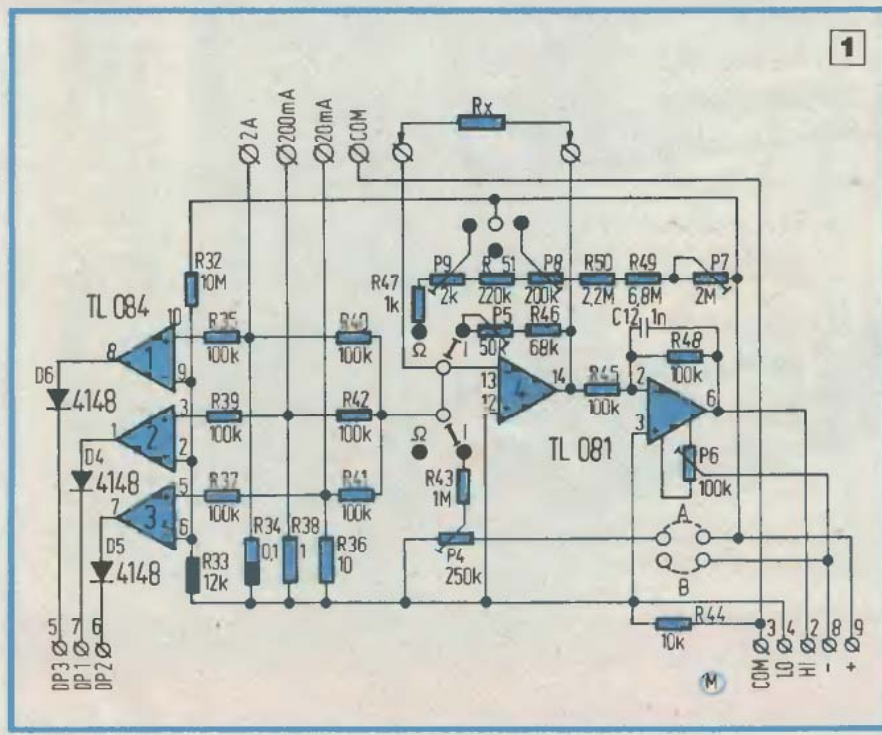 1
Rx
2A
200mA
20mA
COM
R32
10M
P9
2k
R51
220k
P8
200k
R50
2,2M
R49
6,8M
P7
2M
R47
1k
TL 084
10
R35
100k
R40
100k
Ω
I
P5
50k
R46
68k
C12 1n
R48
100k
8
1
9
D6
4148
13
12
4
14
R45
100k
2
3
6
R39
100k
R42
100k
3
2
1
2
D4
4148
TL 081
P6
100k
Ω
I
R37
100k
R41
100k
5
6
7
3
R43
1M
D5
4148
R33
12k
R34
0,1
R38
1
R36
10
P4
250k
A
B
R44
10k
M
5
7
6
DP3
DP1
DP2
3
4
2
8
9
COM
LO
HI
-
+